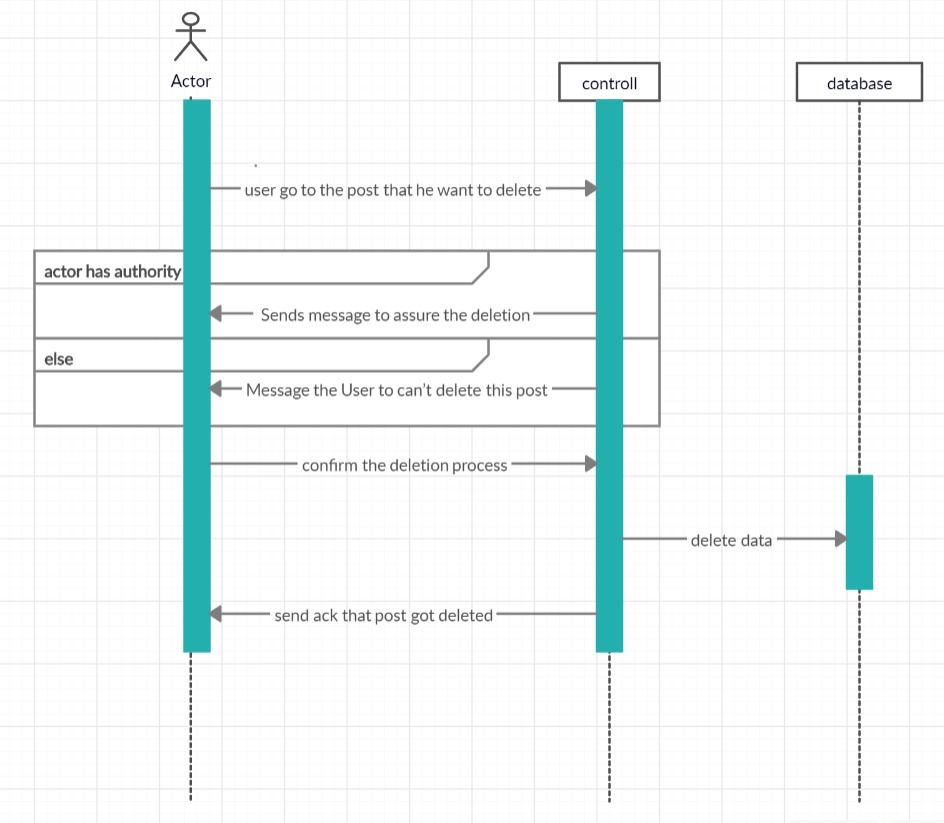 Actor
controll
database
user go to the post that he want to delete
actor has authority
Sends message to assure the deletion
else
Message the User to can't delete this post
confirm the deletion process
delete data
send ack that post got deleted